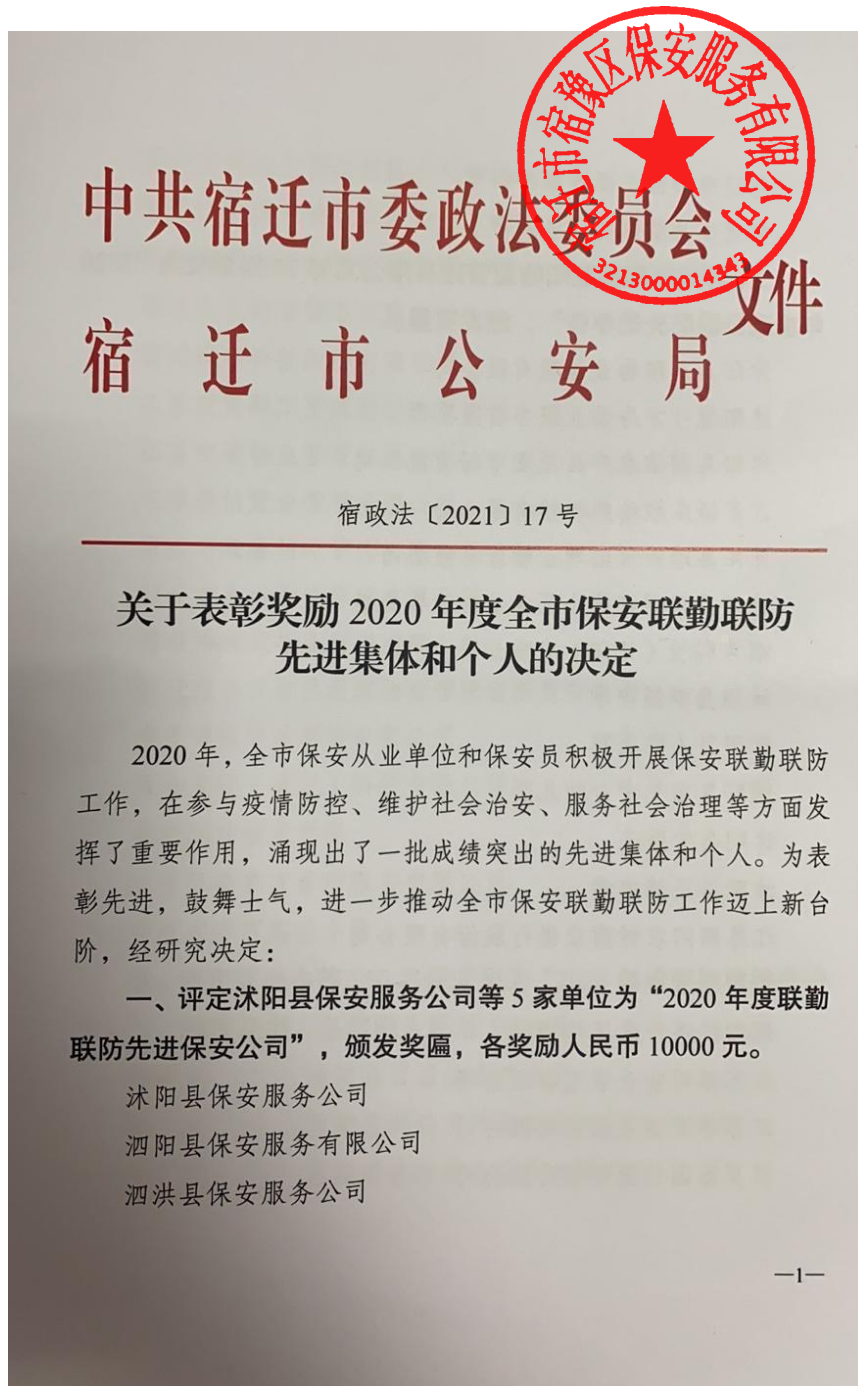 宿迁市宿豫区保安服务有限公司
3213000014343
中共宿迁市委政法委员会
文件
宿迁市公安局
宿政法〔2021〕17号
关于表彰奖励2020年度全市保安联勤联防
先进集体和个人的决定
2020年，全市保安从业单位和保安员积极开展保安联勤联防
工作，在参与疫情防控、维护社会治安、服务社会治理等方面发
挥了重要作用，涌现出了一批成绩突出的先进集体和个人。为表
彰先进，鼓舞士气，进一步推动全市保安联勤联防工作迈上新台
阶，经研究决定：
一、评定沭阳县保安服务公司等5家单位为“2020年度联勤
联防先进保安公司”，颁发奖匾，各奖励人民币10000元。
沭阳县保安服务公司
泗阳县保安服务有限公司
泗洪县保安服务公司
—1—